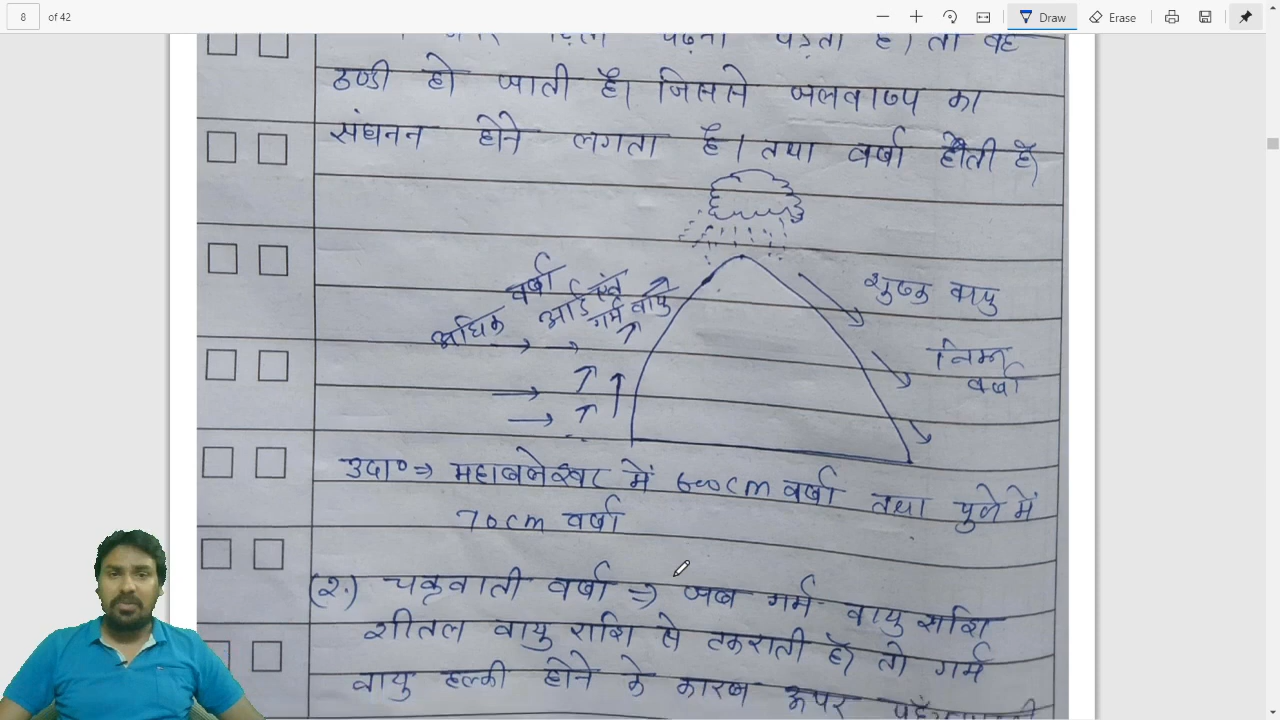 8 of 42
Draw
Erase
पड़ता है। तो वह
ठण्डी हो जाती है। जिससे जलवाष्प का
संघनन होने लगता है। तथा वर्षा होती है
अधिक वर्षा
आर्द्र एवं
गर्म वायु
शुष्क वायु
निम्न
वर्षा
उदा० ⇒ महाबलेश्वर में 600cm वर्षा तथा पुणे में
70cm वर्षा
(2.) चक्रवाती वर्षा ⇒ जब गर्म वायु राशि
शीतल वायु राशि से टकराती है, तो गर्म
वायु हल्की होने के कारण ऊपर